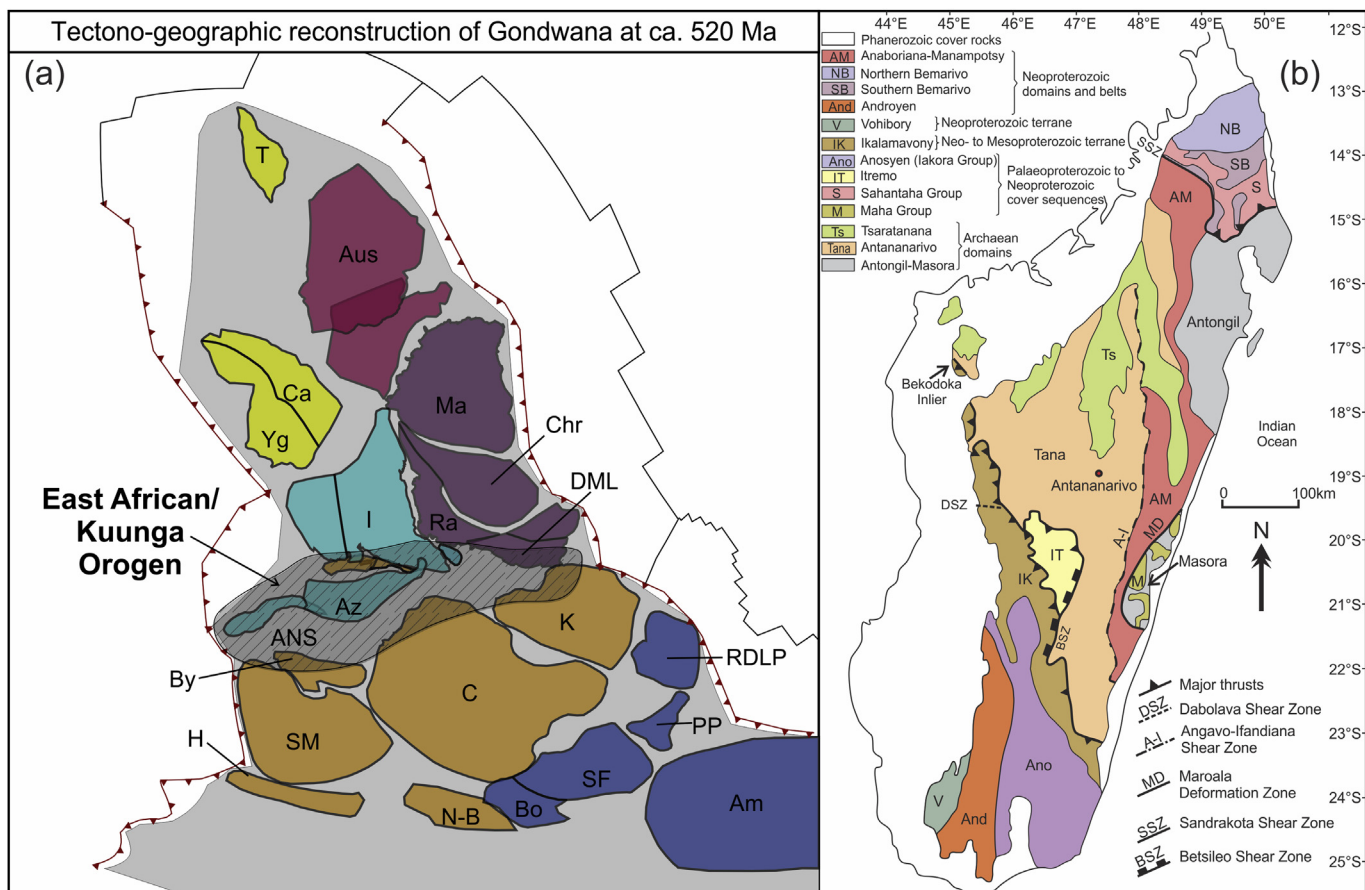 Tectono-geographic reconstruction of Gondwana at ca. 520 Ma
(a)
T
Aus
Ca
Yg
Ma
Chr
DML
I
Ra
East African/
Kuunga
Orogen
Az
ANS
K
By
RDLP
C
PP
H
SM
SF
N-B
Bo
Am
44°E 45°E 46°E 47°E 48°E 49°E 50°E
12°S
13°S
14°S
15°S
16°S
17°S
18°S
19°S
20°S
21°S
22°S
23°S
24°S
25°S
(b)
Phanerozoic cover rocks
AM Anaboriana-Manampotsy
NB Northern Bemarivo
SB Southern Bemarivo
And Androyen
Neoproterozoic
domains and belts
V Vohibory }Neoproterozoic terrane
IK Ikalamavony}Neo- to Mesoproterozoic terrane
Ano Anosyen (Iakora Group)
IT Itremo
S Sahantaha Group
M Maha Group
Palaeoproterozoic to
Neoproterozoic
cover sequences
Ts Tsaratanana
Tana Antananarivo
Antongil-Masora
Archaean
domains
NB
SSZ
SB
S
AM
Antongil
Ts
Bekodoka
Inlier
Indian
Ocean
Tana
Antananarivo
A-I
AM
MD
0 100km
N
DSZ
IT
IK
M
Masora
BSZ
Ano
V
And
Major thrusts
DSZ Dabolava Shear Zone
A-I Angavo-Ifandiana
Shear Zone
MD Maroala
Deformation Zone
SSZ Sandrakota Shear Zone
BSZ Betsileo Shear Zone